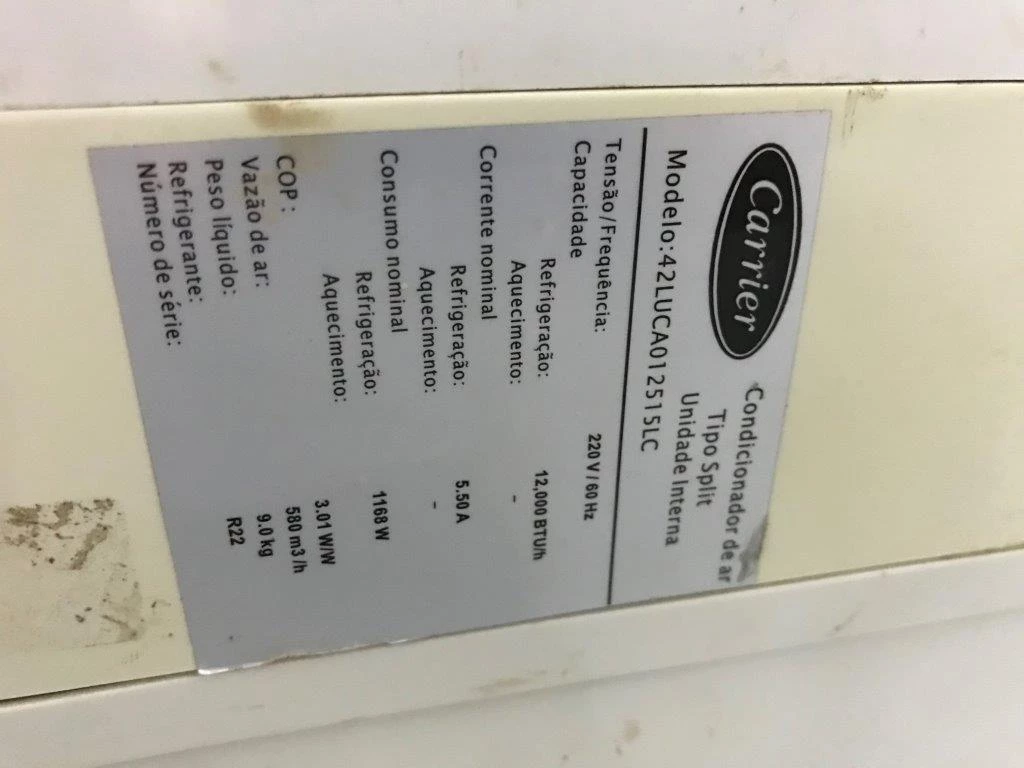 Carrier
Condicionador de ar
Tipo Split
Unidade Interna
Modelo:42LUCA012515LC
Tensão/Frequência: 220 V / 60 Hz
Capacidade
Refrigeração: 12,000 BTU/h
Aquecimento: -
Corrente nominal
Refrigeração: 5.50 A
Aquecimento: -
Consumo nominal
Refrigeração: 1168 W
Aquecimento:
COP: 3.01 W/W
Vazão de ar: 580 m3 /h
Peso líquido: 9.0 kg
Refrigerante: R22
Número de série: